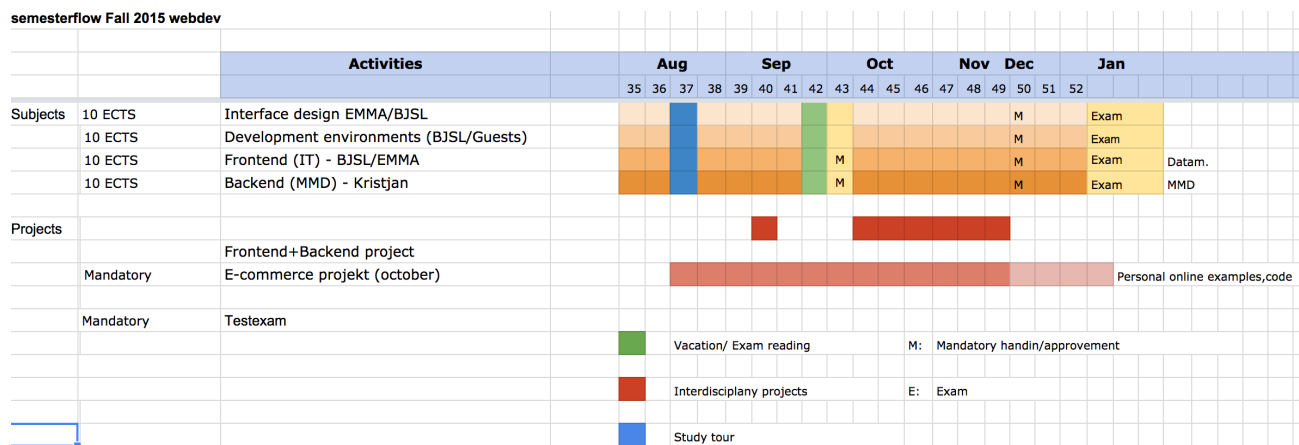 semesterflow Fall 2015 webdev
Activities Aug Sep Oct Nov Dec Jan
35 36 37 38 39 40 41 42 43 44 45 46 47 48 49 50 51 52
Subjects 10 ECTS Interface design EMMA/BJSL M Exam
10 ECTS Development environments (BJSL/Guests) M Exam
10 ECTS Frontend (IT) - BJSL/EMMA M M Exam Datam.
10 ECTS Backend (MMD) - Kristjan M M Exam MMD
Projects
Frontend+Backend project
Mandatory E-commerce projekt (october) Personal online examples,code
Mandatory Testexam
Vacation/ Exam reading M: Mandatory handin/approvement
Interdisciplany projects E: Exam
Study tour